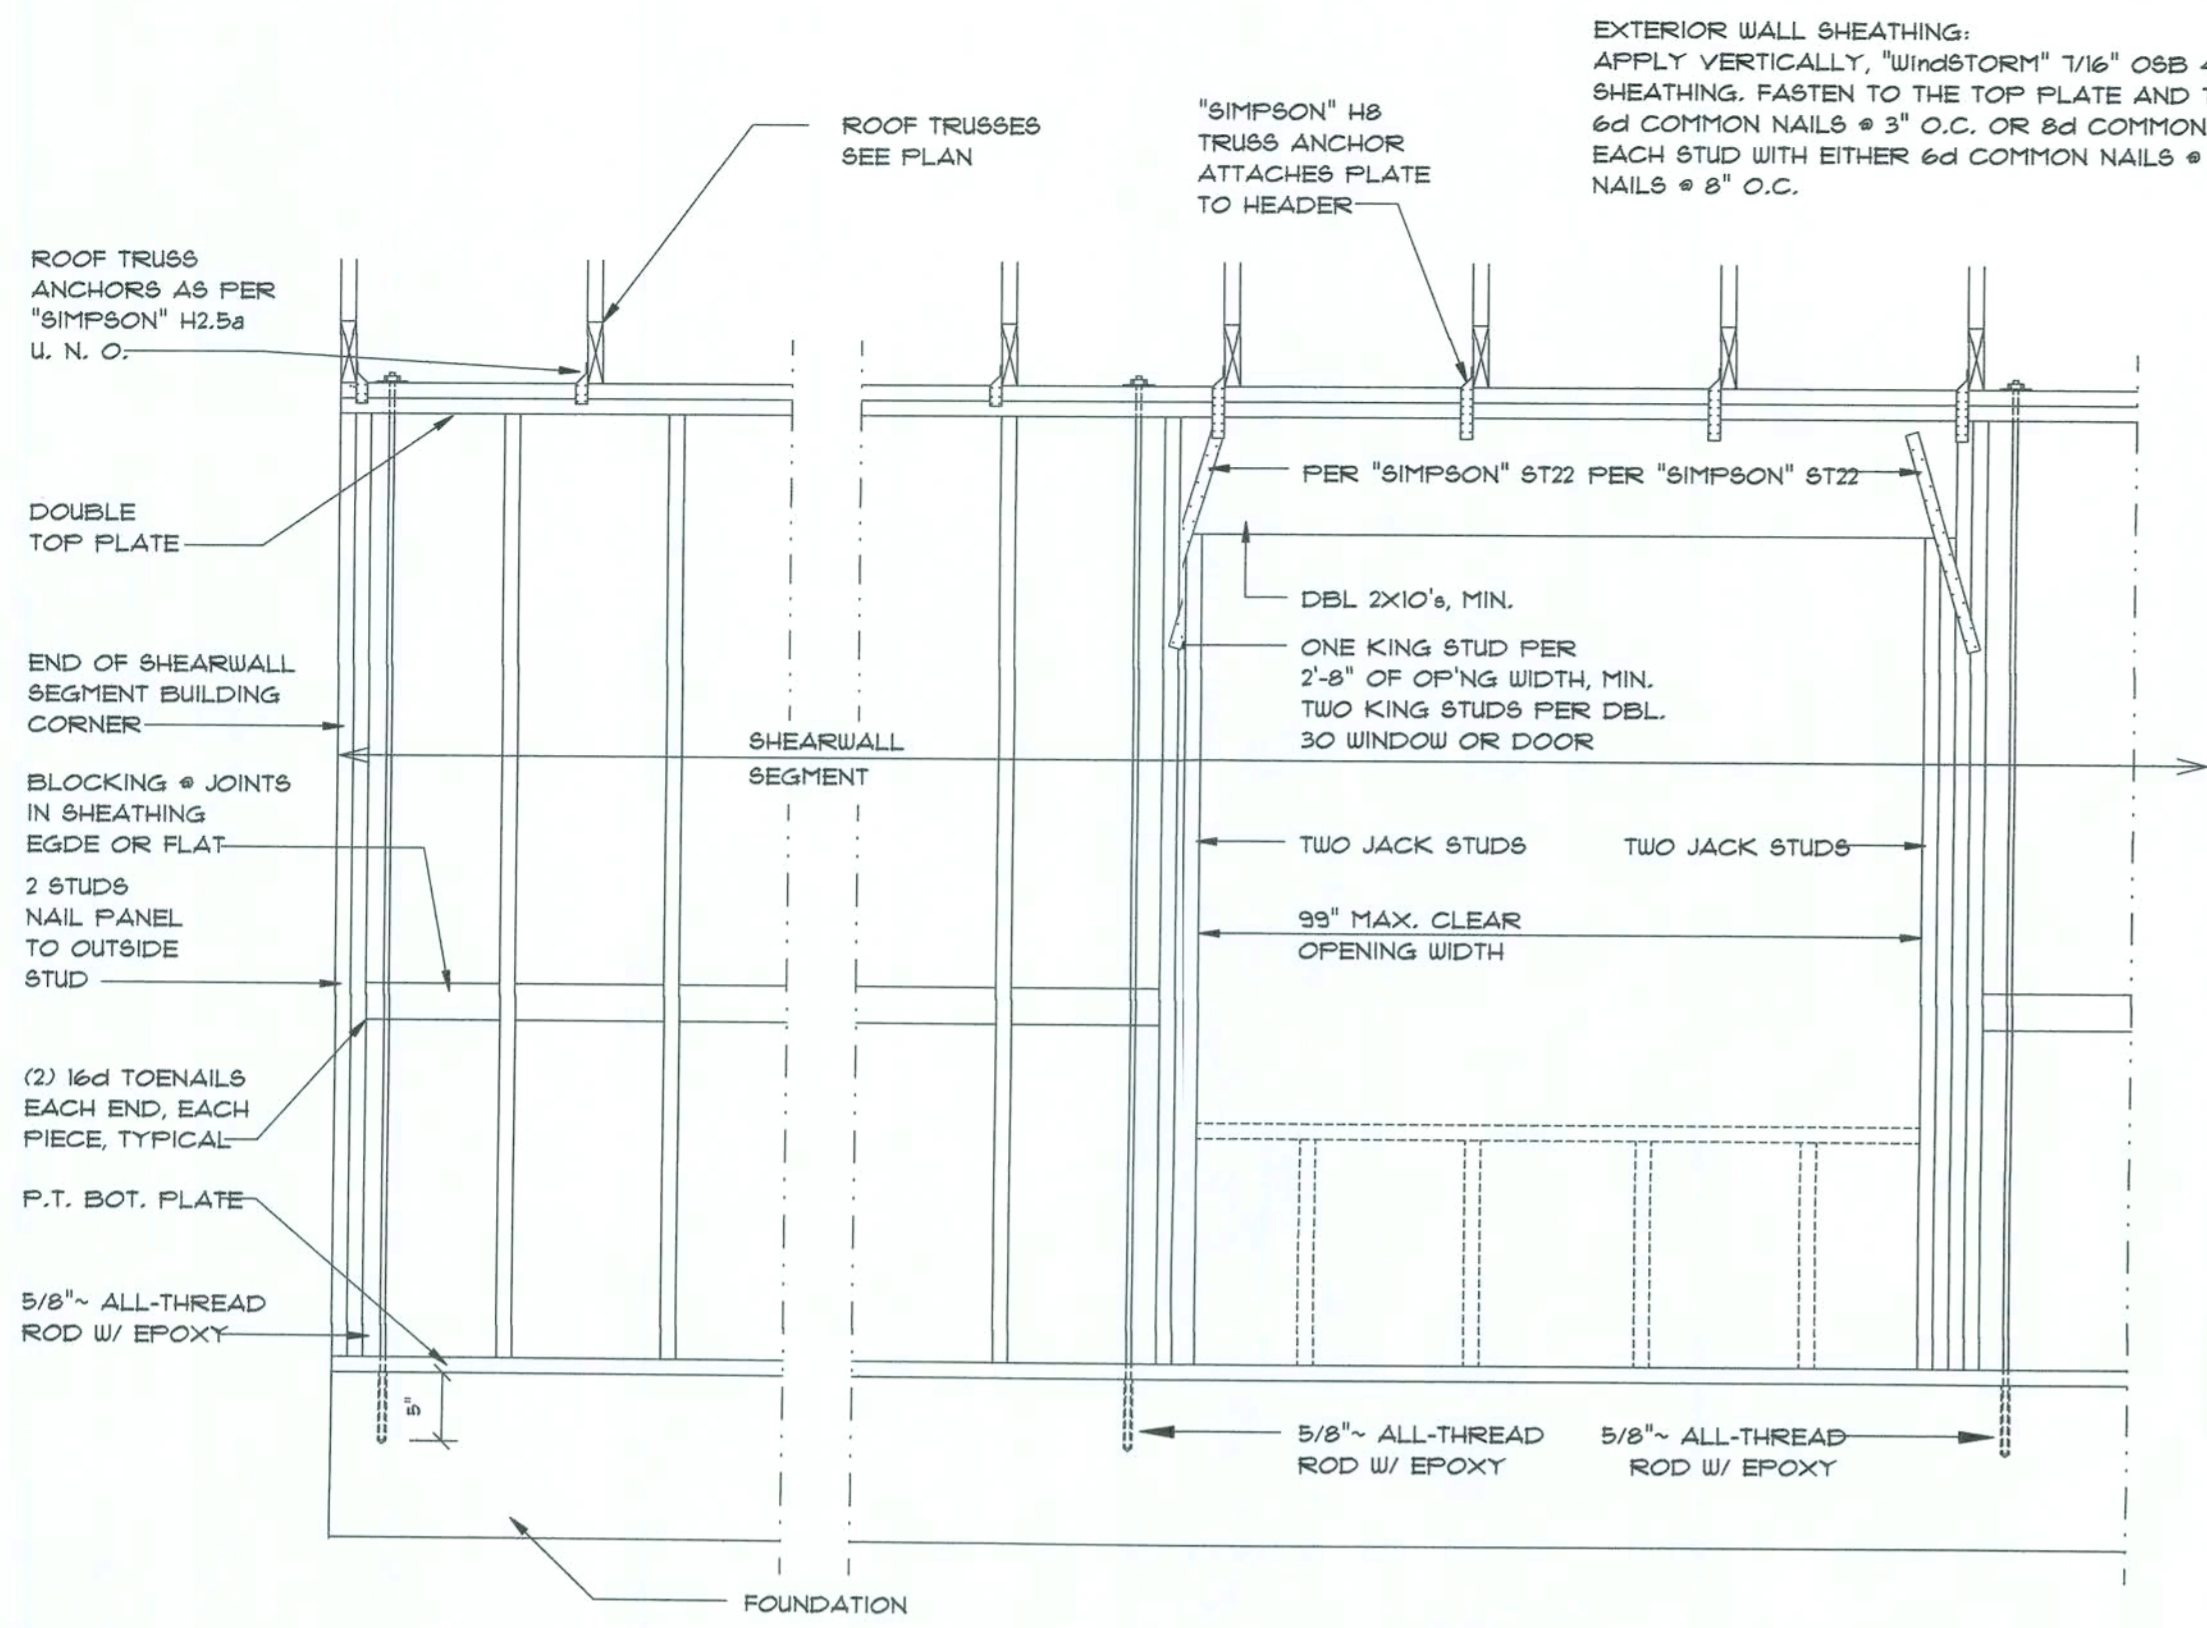 EXTERIOR WALL SHEATHING:
APPLY VERTICALLY, "WindSTORM" 7/16" OSB
SHEATHING. FASTEN TO THE TOP PLATE AND
6d COMMON NAILS @ 3" O.C. OR 8d COMMON
EACH STUD WITH EITHER 6d COMMON NAILS @
NAILS @ 8" O.C.
"SIMPSON" H8
TRUSS ANCHOR
ATTACHES PLATE
TO HEADER
ROOF TRUSSES
SEE PLAN
ROOF TRUSS
ANCHORS AS PER
"SIMPSON" H2.5a
U. N. O.
DOUBLE
TOP PLATE
PER "SIMPSON" ST22 PER "SIMPSON" ST22
DBL 2X10's, MIN.
ONE KING STUD PER
2'-8" OF OP'NG WIDTH, MIN.
TWO KING STUDS PER DBL.
30 WINDOW OR DOOR
END OF SHEARWALL
SEGMENT BUILDING
CORNER
SHEARWALL
SEGMENT
BLOCKING @ JOINTS
IN SHEATHING
EGDE OR FLAT
TWO JACK STUDS
TWO JACK STUDS
2 STUDS
NAIL PANEL
TO OUTSIDE
STUD
99" MAX. CLEAR
OPENING WIDTH
(2) 16d TOENAILS
EACH END, EACH
PIECE, TYPICAL
P.T. BOT. PLATE
5/8"~ ALL-THREAD
ROD W/ EPOXY
5"
5/8"~ ALL-THREAD
ROD W/ EPOXY
5/8"~ ALL-THREAD
ROD W/ EPOXY
FOUNDATION